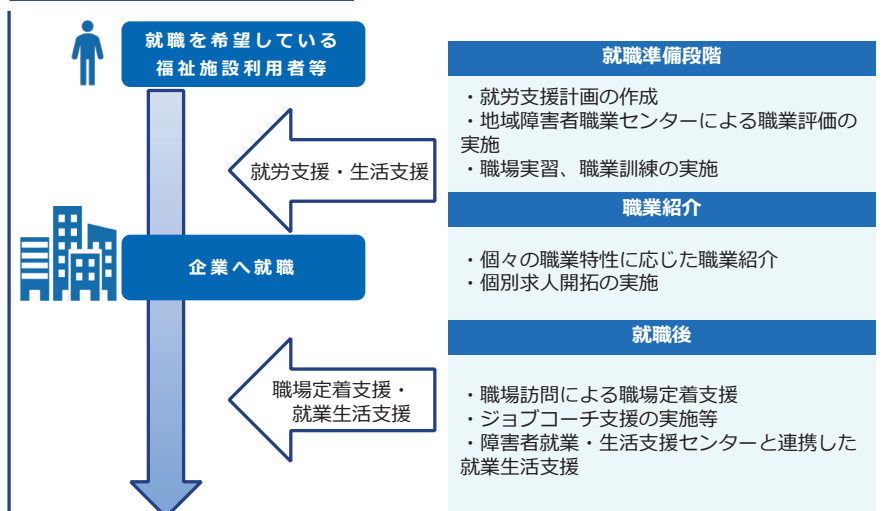 就職を希望している
福祉施設利用者等
就労支援・生活支援
企業へ就職
職場定着支援・
就業生活支援
就職準備段階
・就労支援計画の作成
・地域障害者職業センターによる職業評価の
実施
・職場実習、職業訓練の実施
職業紹介
・個々の職業特性に応じた職業紹介
・個別求人開拓の実施
就職後
・職場訪問による職場定着支援
・ジョブコーチ支援の実施等
・障害者就業・生活支援センターと連携した
就業生活支援